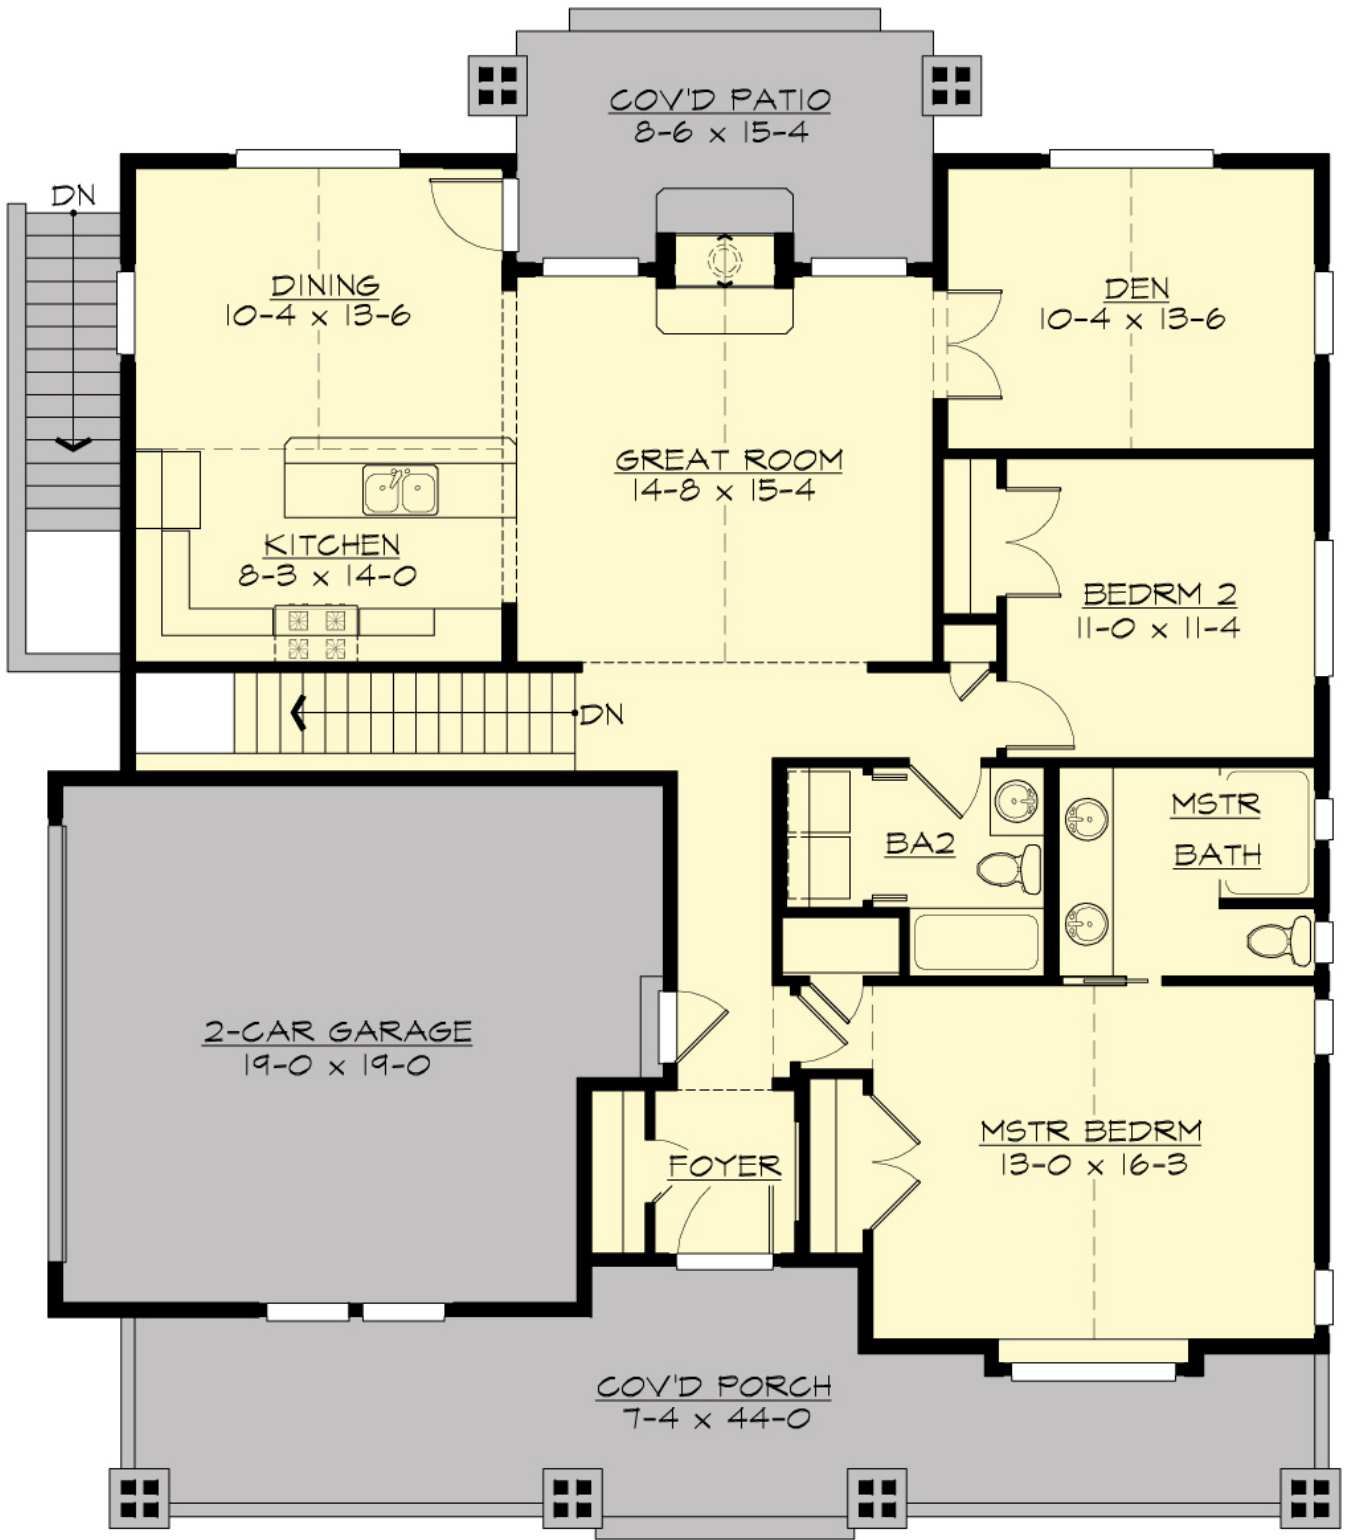 COV'D PATIO
8-6 x 15-4
DN
DINING
10-4 x 13-6
DEN
10-4 x 13-6
GREAT ROOM
14-8 x 15-4
KITCHEN
8-3 x 14-0
BEDRM 2
11-0 x 11-4
DN
MSTR
BATH
BA2
2-CAR GARAGE
19-0 x 19-0
MSTR BEDRM
13-0 x 16-3
FOYER
COV'D PORCH
7-4 x 44-0